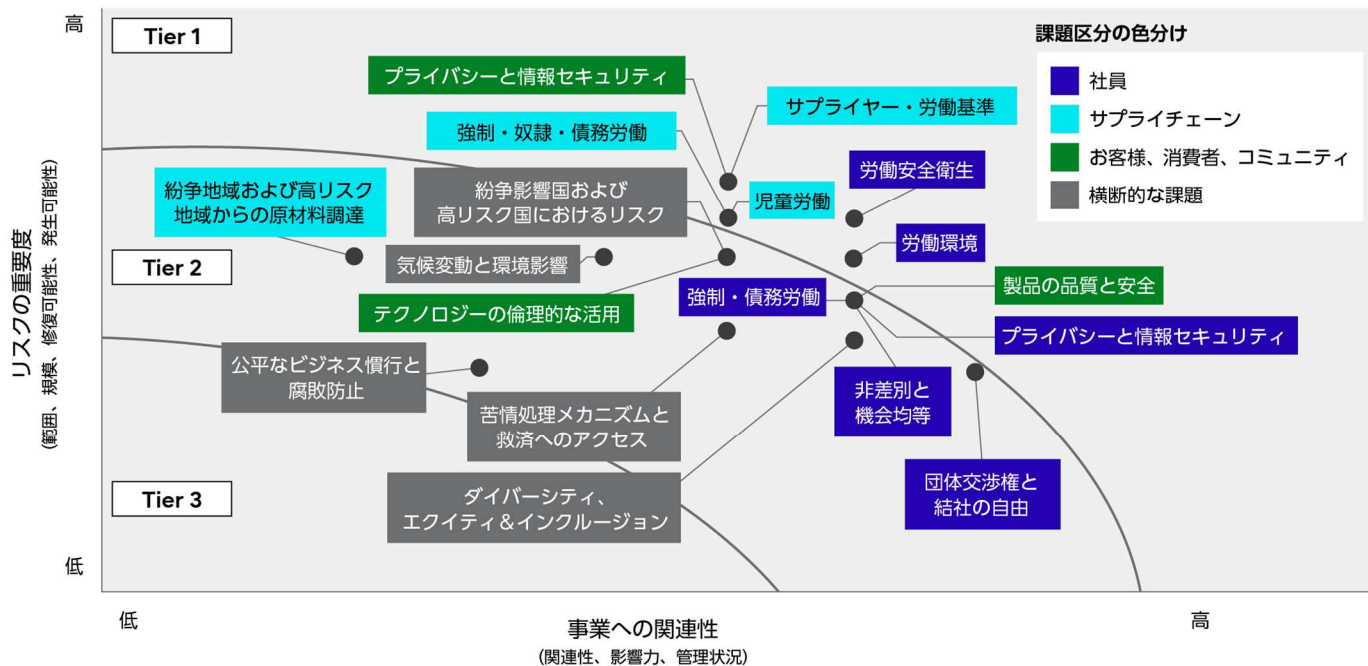 高
Tier 1
プライバシーと情報セキュリティ
サプライヤー・労働基準
強制・奴隷・債務労働
課題区分の色分け
社員
サプライチェーン
お客様、消費者、コミュニティ
横断的な課題
紛争地域および高リスク
地域からの原材料調達
紛争影響国および
高リスク国におけるリスク
児童労働
労働安全衛生
労働環境
Tier 2
気候変動と環境影響
強制・債務労働
製品の品質と安全
テクノロジーの倫理的な活用
プライバシーと情報セキュリティ
公平なビジネス慣行と
腐敗防止
苦情処理メカニズムと
救済へのアクセス
非差別と
機会均等
Tier 3
ダイバーシティ、
エクイティ&インクルージョン
団体交渉権と
結社の自由
リスクの重要度
(範囲、規模、修復可能性、発生可能性)
低
低
高
事業への関連性
(関連性、影響力、管理状況)